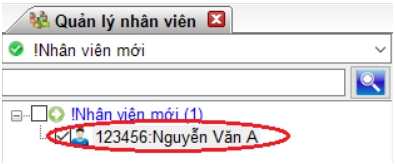 Quản lý nhân viên
!Nhân viên mới
!Nhân viên mới (1)
123456:Nguyễn Văn A